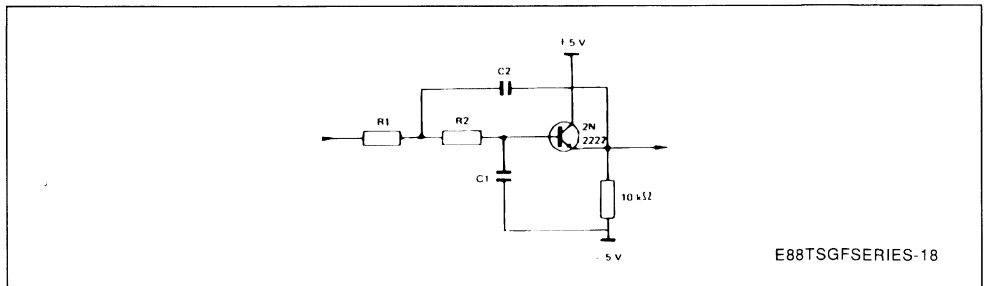 +5 V
C2
R1
R2
2N
2222
C1
10 kΩ
- 5 V
E88TSGFSERIES-18